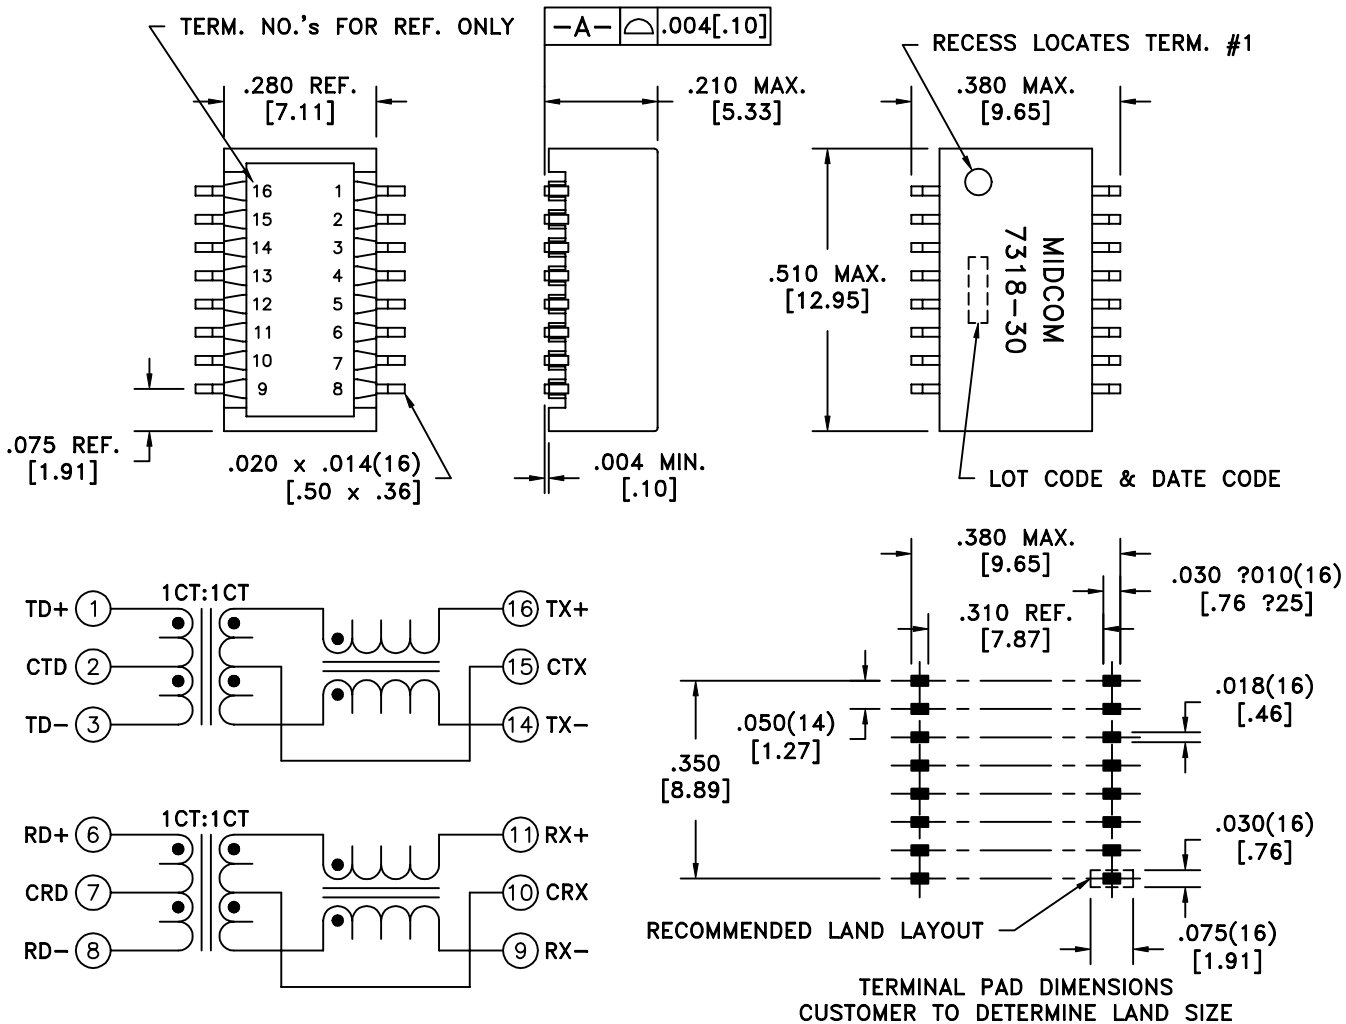 TERM. NO.'s FOR REF. ONLY
-A- .004[.10]
RECESS LOCATES TERM. #1
.280 REF.
[7.11]
.210 MAX.
[5.33]
.380 MAX.
[9.65]
16 1
15 2
14 3
13 4
12 5
11 6
10 7
9 8
MIDCOM
7318-30
.510 MAX.
[12.95]
.075 REF.
[1.91]
.020 x .014(16)
[.50 x .36]
.004 MIN.
[.10]
LOT CODE & DATE CODE
1CT:1CT
TD+ 1
16 TX+
CTD 2
15 CTX
TD- 3
14 TX-
1CT:1CT
RD+ 6
11 RX+
CRD 7
10 CRX
RD- 8
9 RX-
.380 MAX.
[9.65]
.030 ?010(16)
[.76 ?25]
.310 REF.
[7.87]
.018(16)
[.46]
.050(14)
[1.27]
.350
[8.89]
.030(16)
[.76]
RECOMMENDED LAND LAYOUT
.075(16)
[1.91]
TERMINAL PAD DIMENSIONS
CUSTOMER TO DETERMINE LAND SIZE